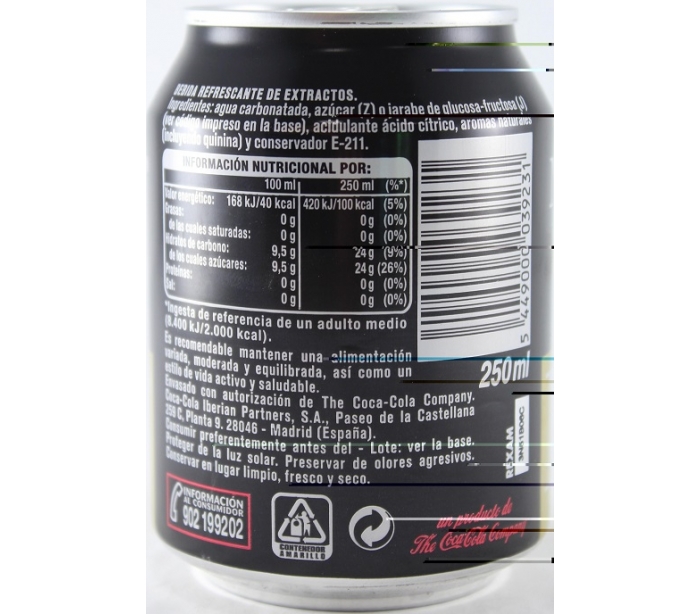 BEBIDA REFRESCANTE DE EXTRACTOS.
Ingredientes: agua carbonatada, azúcar (Z) o jarabe de glucosa-fructosa (J)
(ver código impreso en la base), acidulante ácido cítrico, aromas naturales
(incluyendo quinina) y conservador E-211.
INFORMACIÓN NUTRICIONAL POR:
100 ml 250 ml (%*)
Valor energético: 168 kJ/40 kcal 420 kJ/100 kcal (5%)
Grasas: 0 g 0 g (0%)
de las cuales saturadas: 0 g 0 g (0%)
Hidratos de carbono: 9,5 g 24 g (9%)
de los cuales azúcares: 9,5 g 24 g (26%)
Proteínas: 0 g 0 g (0%)
Sal: 0 g 0 g (0%)
*Ingesta de referencia de un adulto medio
(8.400 kJ/2.000 kcal).
Es recomendable mantener una alimentación
variada, moderada y equilibrada, así como un
estilo de vida activo y saludable.
Envasado con autorización de The Coca-Cola Company.
Coca-Cola Iberian Partners, S.A., Paseo de la Castellana
259 C, Planta 9. 28046 - Madrid (España).
Consumir preferentemente antes del - Lote: ver la base.
Proteger de la luz solar. Preservar de olores agresivos.
Conservar en lugar limpio, fresco y seco.
5 449000 039231
250 ml
REXAM
INFORMACIÓN
AL CONSUMIDOR
902 199202
CONTENEDOR
AMARILLO
un producto de
The Coca-Cola Company